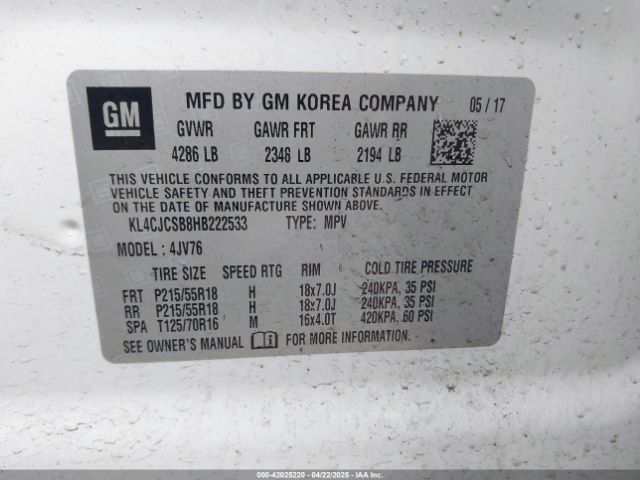 GM
MFD BY GM KOREA COMPANY 05 / 17
GVWR GAWR FRT GAWR RR
4286 LB 2346 LB 2194 LB
THIS VEHICLE CONFORMS TO ALL APPLICABLE U.S. FEDERAL MOTOR
VEHICLE SAFETY AND THEFT PREVENTION STANDARDS IN EFFECT
ON THE DATE OF MANUFACTURE SHOWN ABOVE.
KL4CJCSB8HB222533 TYPE: MPV
MODEL : 4JV76
TIRE SIZE SPEED RTG RIM COLD TIRE PRESSURE
FRT P215/55R18 H 18x7.0J 240KPA. 35 PSI
RR P215/55R18 H 18x7.0J 240KPA. 35 PSI
SPA T125/70R16 M 16x4.0T 420KPA. 60 PSI
SEE OWNER'S MANUAL i FOR MORE INFORMATION.
000-42025220 - 04/22/2025 - IAAI.com